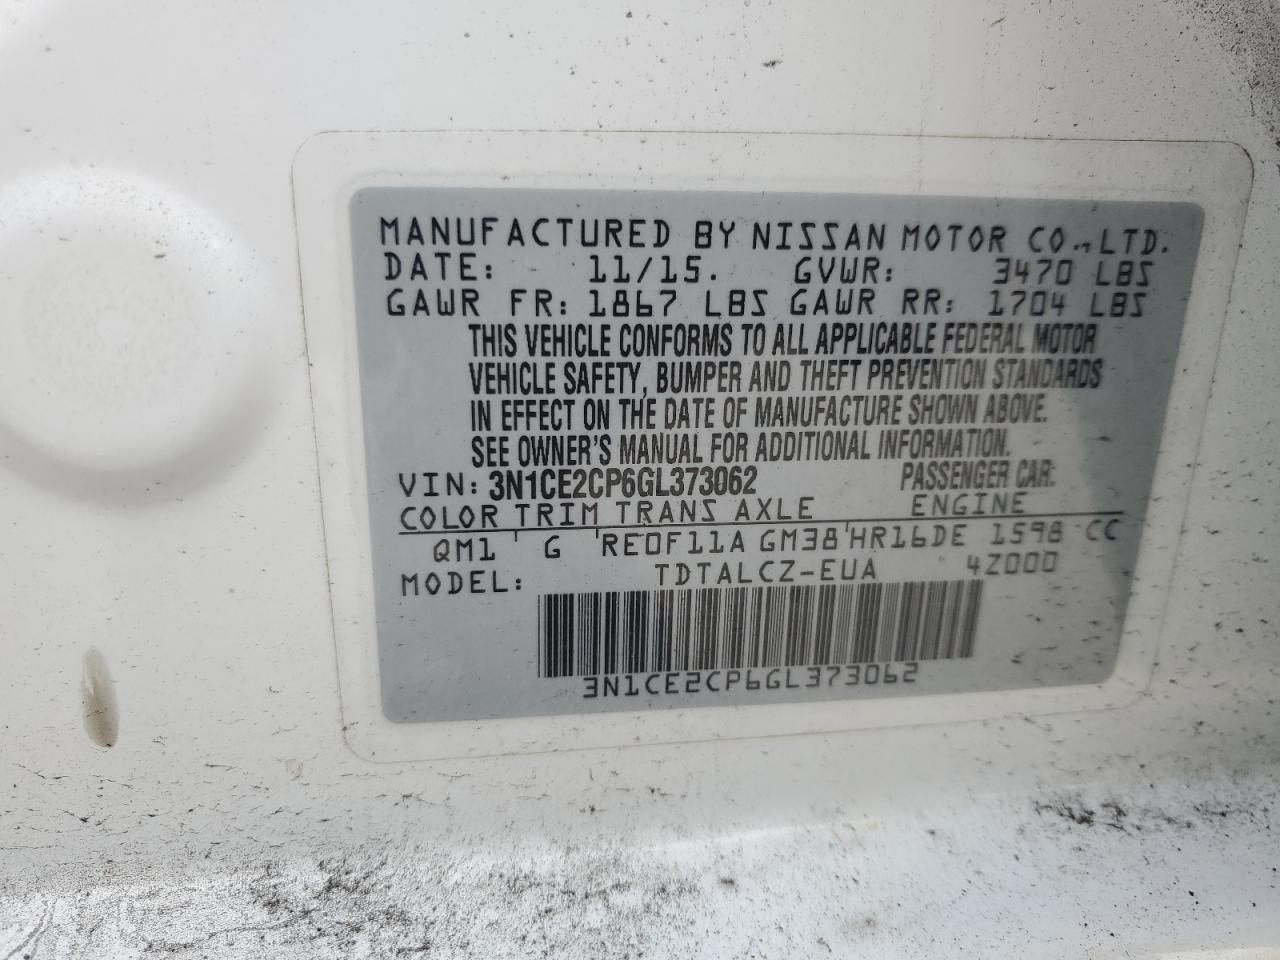 MANUFACTURED BY NISSAN MOTOR CO., LTD.
DATE: 11/15. GVWR: 3470 LBS
GAWR FR: 1867 LBS GAWR RR: 1704 LBS
THIS VEHICLE CONFORMS TO ALL APPLICABLE FEDERAL MOTOR
VEHICLE SAFETY, BUMPER AND THEFT PREVENTION STANDARDS
IN EFFECT ON THE DATE OF MANUFACTURE SHOWN ABOVE.
SEE OWNER'S MANUAL FOR ADDITIONAL INFORMATION.
VIN: 3N1CE2CP6GL373062 PASSENGER CAR.
COLOR TRIM TRANS AXLE ENGINE
QM1 ' G ' RE0F11A GM38 ' HR16DE 1598 CC
MODEL: TDTALCZ-EUA 4Z000
3N1CE2CP6GL373062